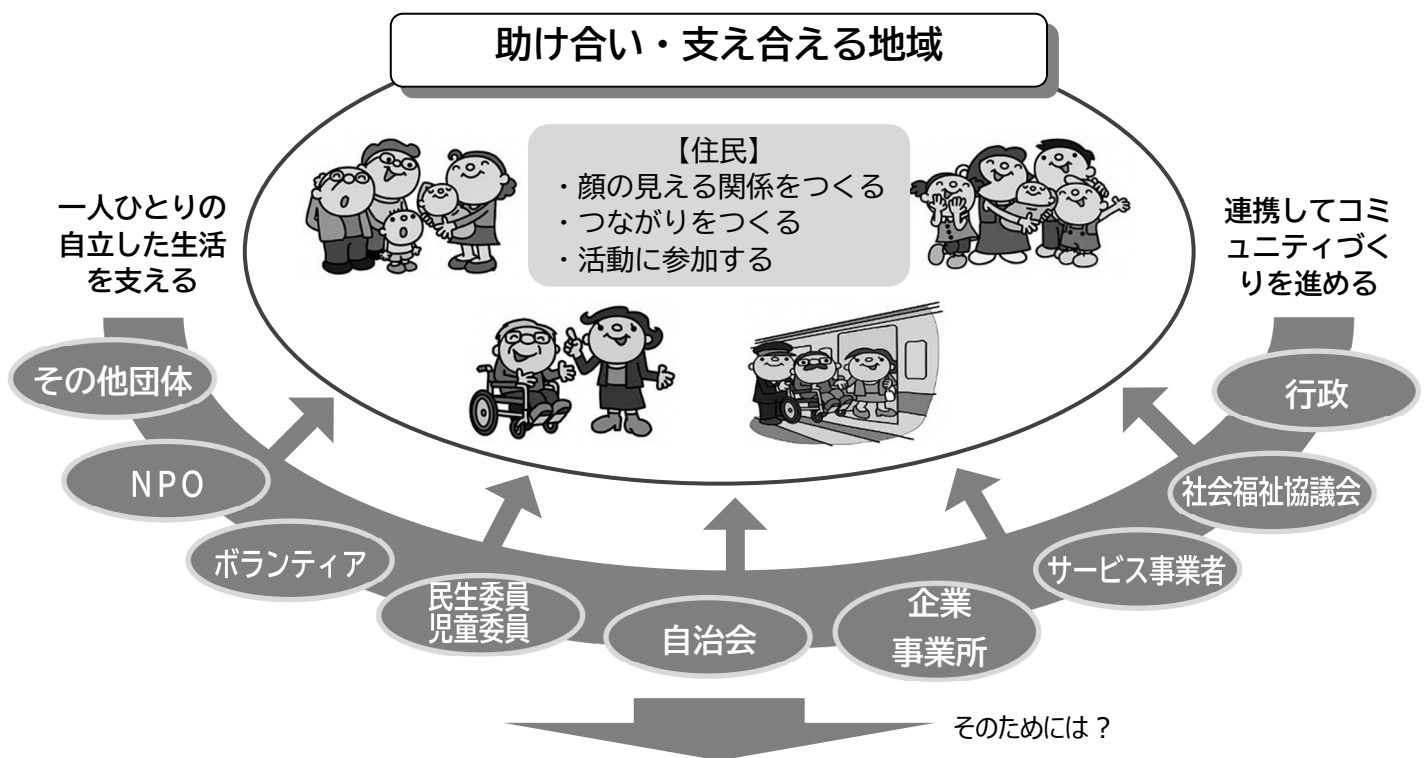 助け合い・支え合える地域
【住民】
・顔の見える関係をつくる
・つながりをつくる
・活動に参加する
一人ひとりの
自立した生活
を支える
連携してコミ
ュニティづく
りを進める
その他団体
NPO
ボランティア
民生委員
児童委員
自治会
企業
事業所
サービス事業者
社会福祉協議会
行政
そのためには？